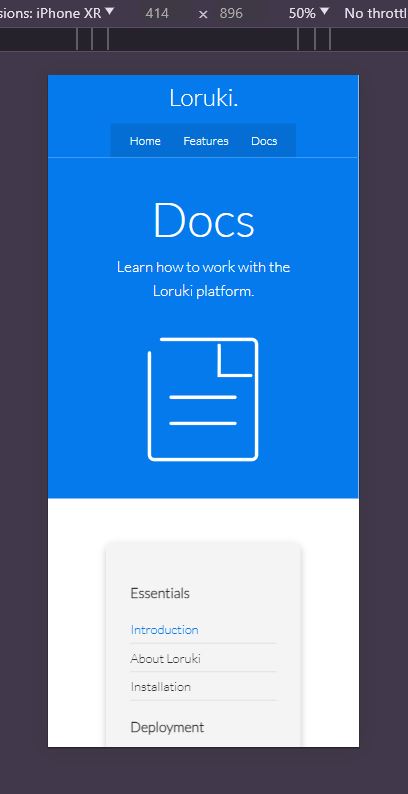 sions: iPhone XR 414 × 896 50% No throttl
Loruki.
Home Features Docs
Docs
Learn how to work with the
Loruki platform.
Essentials
Introduction
About Loruki
Installation
Deployment